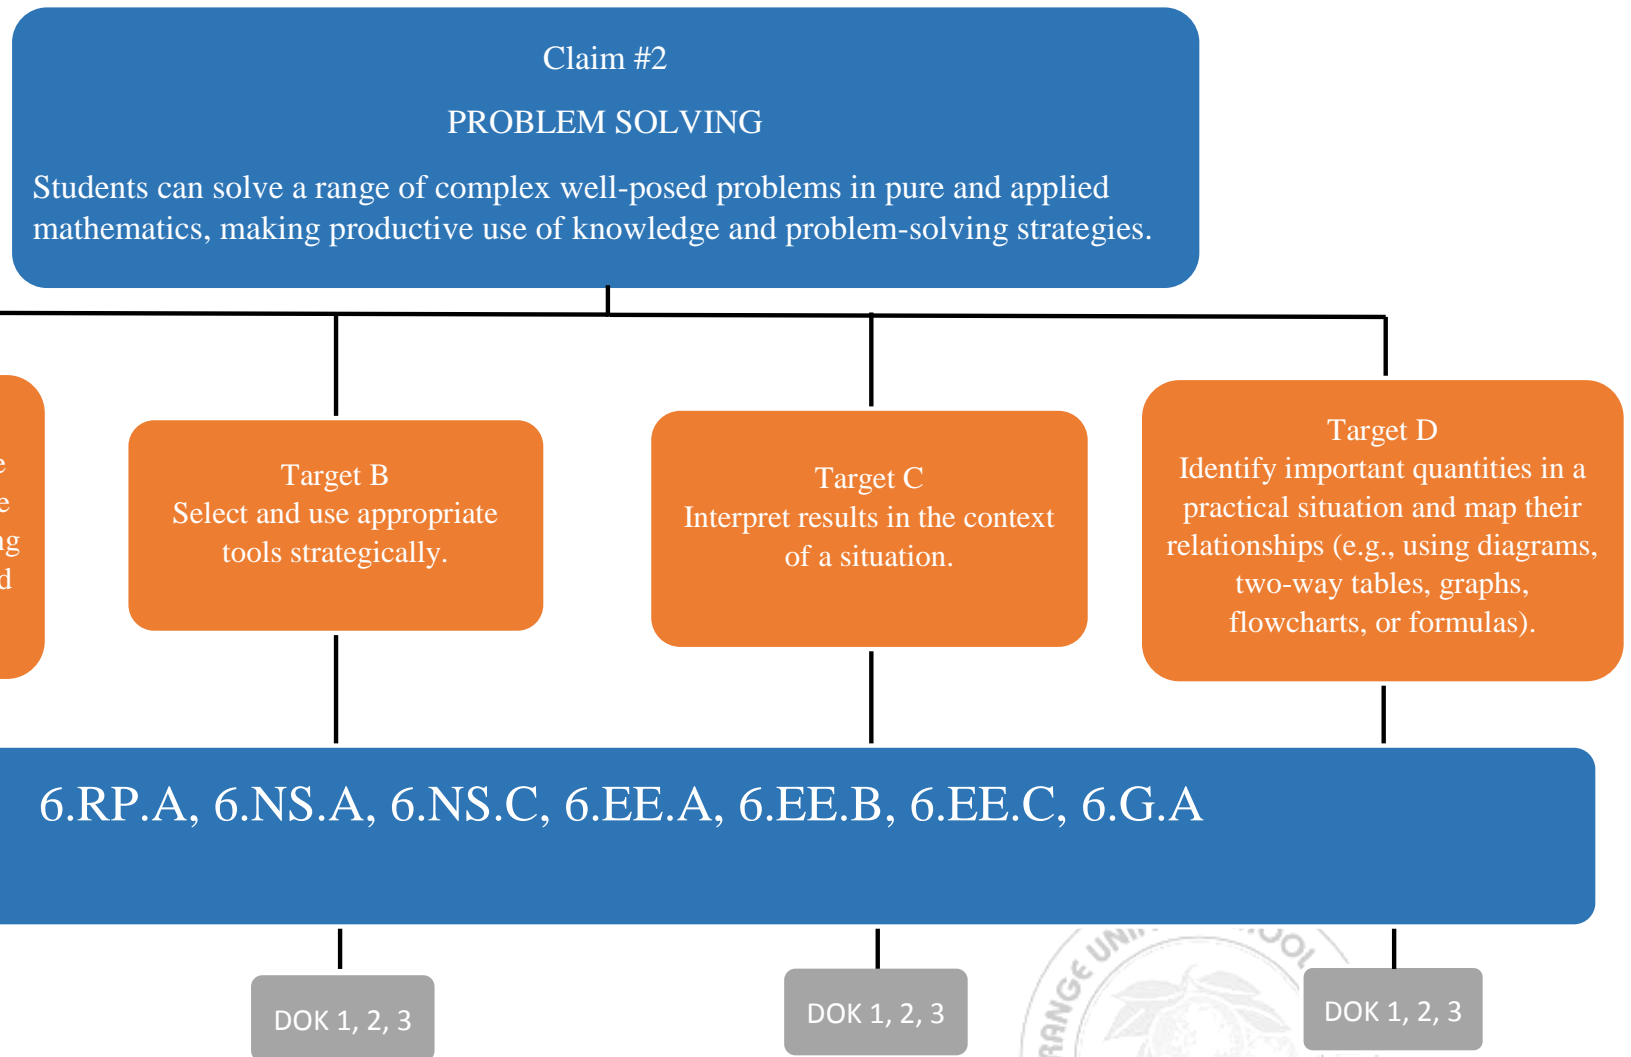 Claim #2
PROBLEM SOLVING
Students can solve a range of complex well-posed problems in pure and applied
mathematics, making productive use of knowledge and problem-solving strategies.
Target B
Select and use appropriate
tools strategically.
Target C
Interpret results in the context
of a situation.
Target D
Identify important quantities in a
practical situation and map their
relationships (e.g., using diagrams,
two-way tables, graphs,
flowcharts, or formulas).
6.RP.A, 6.NS.A, 6.NS.C, 6.EE.A, 6.EE.B, 6.EE.C, 6.G.A
DOK 1, 2, 3
DOK 1, 2, 3
DOK 1, 2, 3